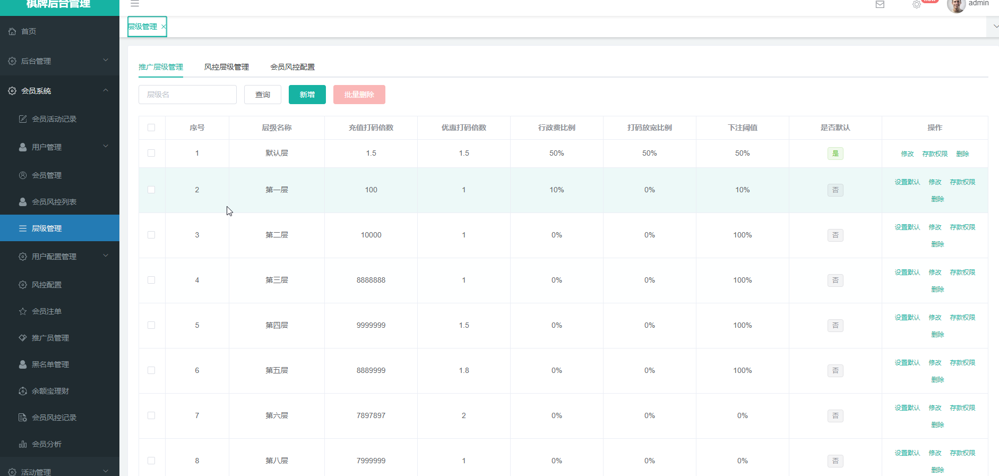 棋牌后台管理
new
admin
层级管理
首页
后台管理
会员系统
会员活动记录
用户管理
会员管理
会员风控列表
层级管理
用户配置管理
风控配置
会员注单
推广员管理
黑名单管理
余额宝理财
会员风控记录
会员分析
活动管理
推广层级管理 风控层级管理 会员风控配置
层级名 查询 新增 批量删除
序号 层级名称 充值打码倍数 优惠打码倍数 行政费比例 打码放宽比例 下注阈值 是否默认 操作
1 默认层 1.5 1.5 50% 50% 50% 是 修改 存款权限 删除
2 第一层 100 1 10% 0% 10% 否 设置默认 修改 存款权限
删除
3 第二层 10000 1 0% 0% 100% 否 设置默认 修改 存款权限
删除
4 第三层 8888888 1 0% 0% 100% 否 设置默认 修改 存款权限
删除
5 第四层 9999999 1.5 0% 0% 100% 否 设置默认 修改 存款权限
删除
6 第五层 8889999 1.8 0% 0% 100% 否 设置默认 修改 存款权限
删除
7 第六层 7897897 2 0% 0% 0% 否 设置默认 修改 存款权限
删除
8 第八层 7999999 1 0% 0% 0% 否 设置默认 修改 存款权限
删除